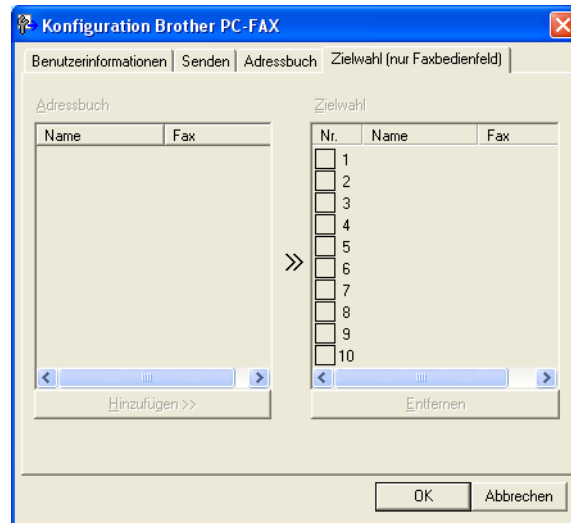 Konfiguration Brother PC-FAX
Benutzerinformationen Senden Adressbuch Zielwahl (nur Faxbedienfeld)
Adressbuch Zielwahl
Name Fax Nr. Name Fax
1
2
3
4
5
6
7
8
9
10
Hinzufügen >> Entfernen
OK Abbrechen